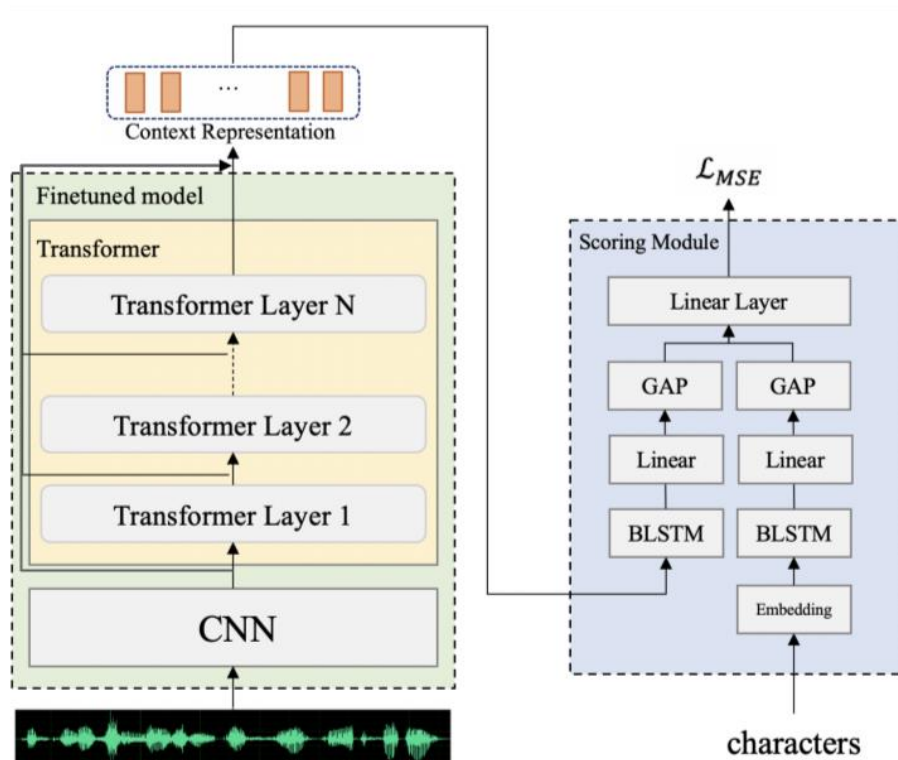 ...
Context Representation
Finetuned model
Transformer
Transformer Layer N
Transformer Layer 2
Transformer Layer 1
CNN
ℒ_MSE
Scoring Module
Linear Layer
GAP GAP
Linear Linear
BLSTM BLSTM
Embedding
characters